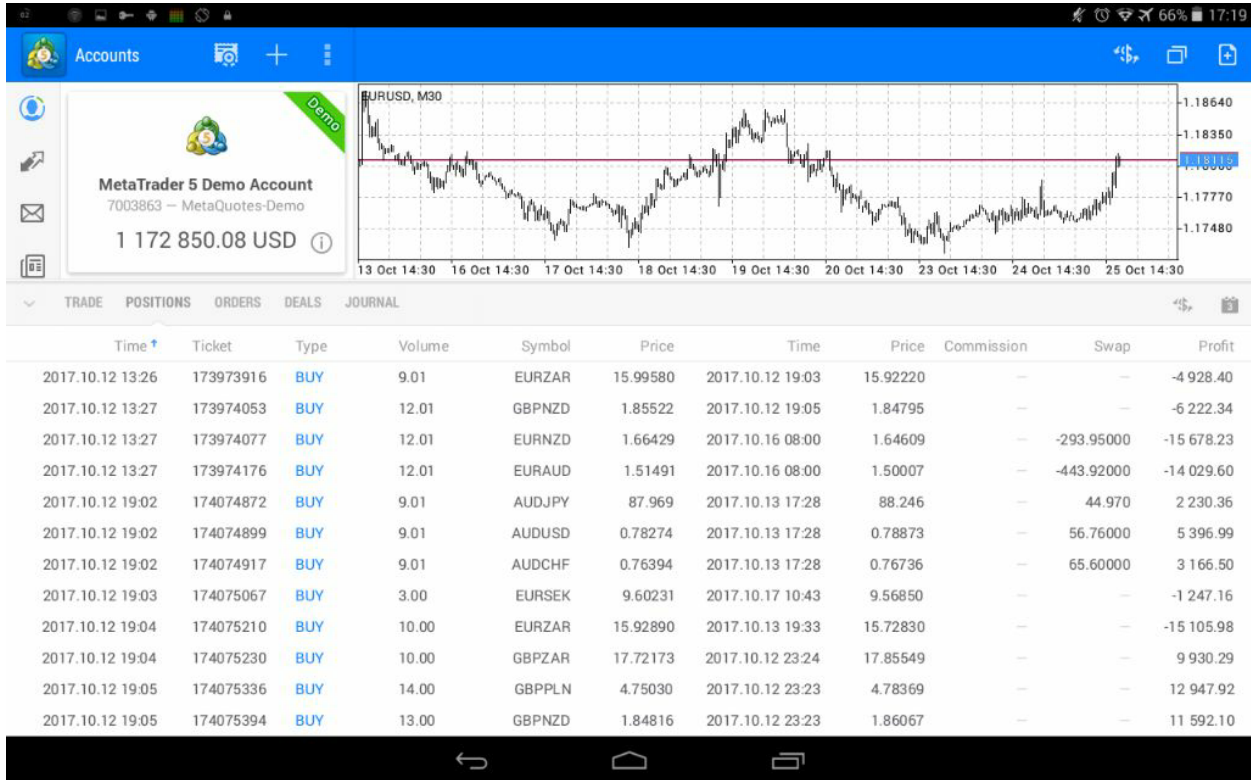 62 66% 17:19
Accounts
Demo
MetaTrader 5 Demo Account
7003863 — MetaQuotes-Demo
1 172 850.08 USD
EURUSD, M30
1.18640
1.18350
1.18115
1.17770
1.17480
13 Oct 14:30 16 Oct 14:30 17 Oct 14:30 18 Oct 14:30 19 Oct 14:30 20 Oct 14:30 23 Oct 14:30 24 Oct 14:30 25 Oct 14:30
TRADE POSITIONS ORDERS DEALS JOURNAL
Time Ticket Type Volume Symbol Price Time Price Commission Swap Profit
2017.10.12 13:26 173973916 BUY 9.01 EURZAR 15.99580 2017.10.12 19:03 15.92220 — — -4 928.40
2017.10.12 13:27 173974053 BUY 12.01 GBPNZD 1.85522 2017.10.12 19:05 1.84795 — — -6 222.34
2017.10.12 13:27 173974077 BUY 12.01 EURNZD 1.66429 2017.10.16 08:00 1.64609 — -293.95000 -15 678.23
2017.10.12 13:27 173974176 BUY 12.01 EURAUD 1.51491 2017.10.16 08:00 1.50007 — -443.92000 -14 029.60
2017.10.12 19:02 174074872 BUY 9.01 AUDJPY 87.969 2017.10.13 17:28 88.246 — 44.970 2 230.36
2017.10.12 19:02 174074899 BUY 9.01 AUDUSD 0.78274 2017.10.13 17:28 0.78873 — 56.76000 5 396.99
2017.10.12 19:02 174074917 BUY 9.01 AUDCHF 0.76394 2017.10.13 17:28 0.76736 — 65.60000 3 166.50
2017.10.12 19:03 174075067 BUY 3.00 EURSEK 9.60231 2017.10.17 10:43 9.56850 — — -1 247.16
2017.10.12 19:04 174075210 BUY 10.00 EURZAR 15.92890 2017.10.13 19:33 15.72830 — — -15 105.98
2017.10.12 19:04 174075230 BUY 10.00 GBPZAR 17.72173 2017.10.12 23:24 17.85549 — — 9 930.29
2017.10.12 19:05 174075336 BUY 14.00 GBPPLN 4.75030 2017.10.12 23:23 4.78369 — — 12 947.92
2017.10.12 19:05 174075394 BUY 13.00 GBPNZD 1.84816 2017.10.12 23:23 1.86067 — — 11 592.10